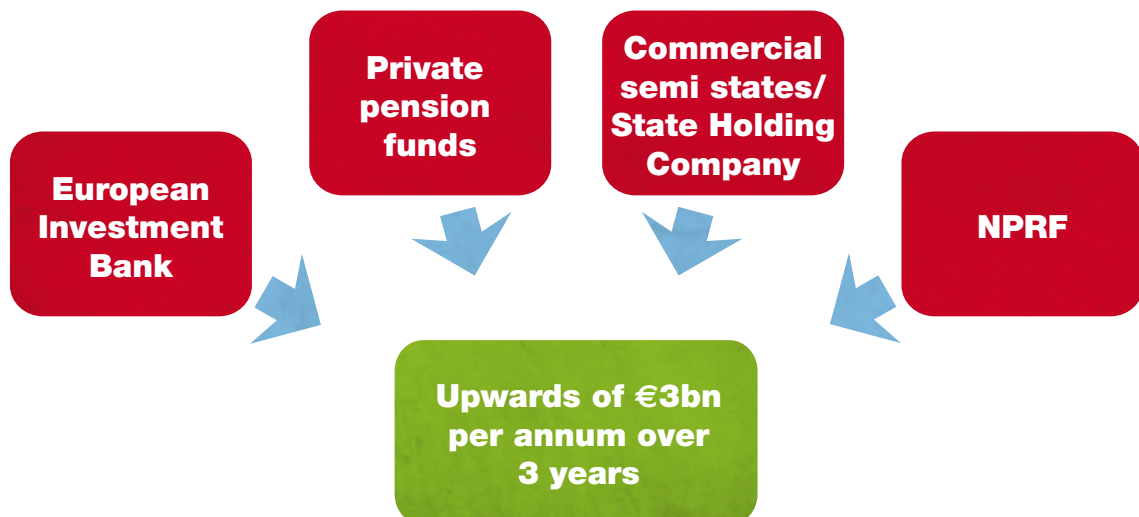 European
Investment
Bank
Private
pension
funds
Commercial
semi states/
State Holding
Company
NPRF
Upwards of €3bn
per annum over
3 years